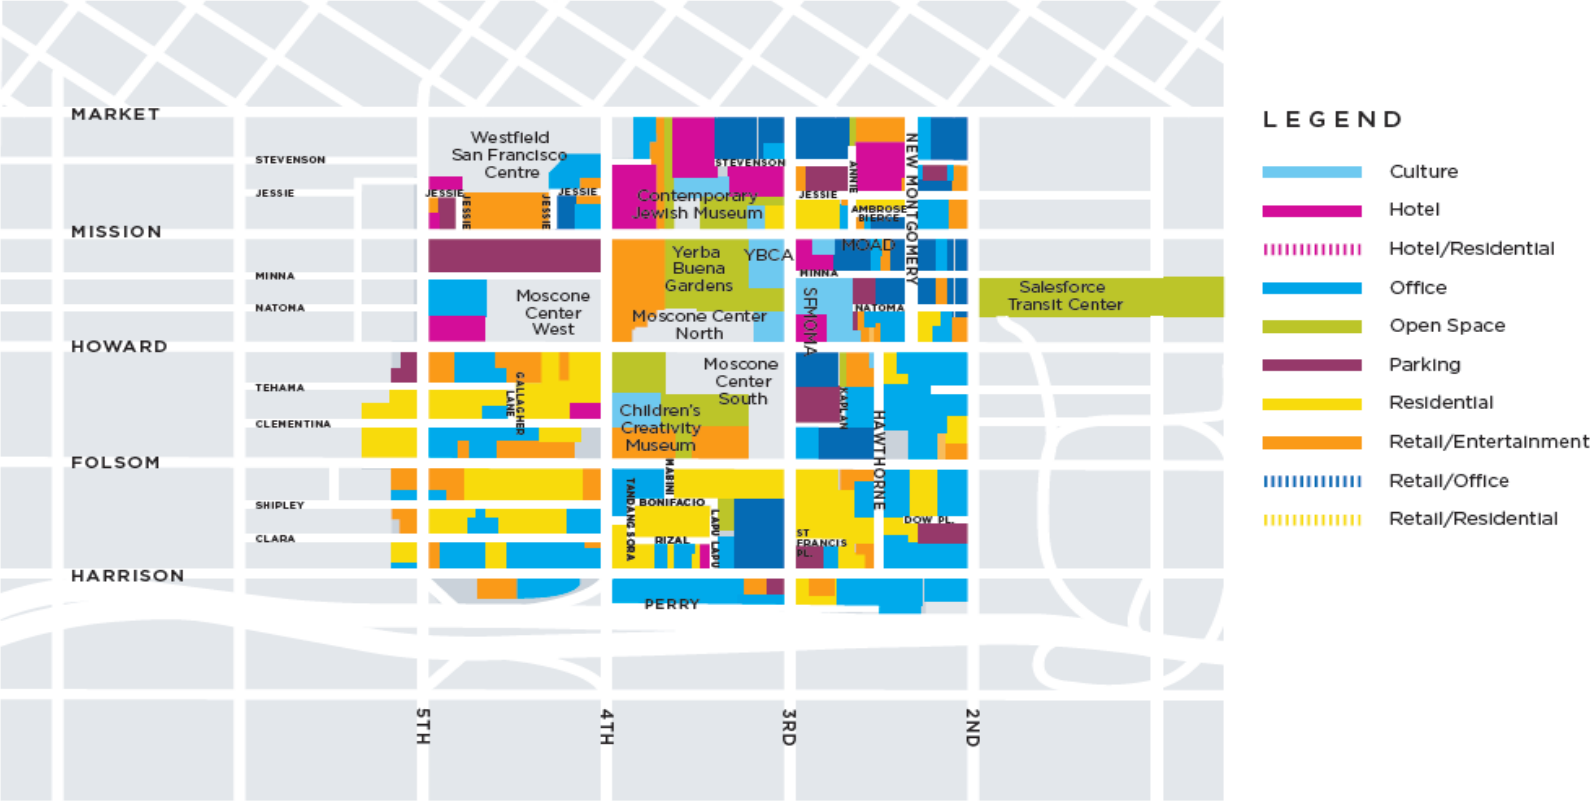 MARKET
STEVENSON
JESSIE
MISSION
MINNA
NATOMA
HOWARD
TEHAMA
CLEMENTINA
FOLSOM
SHIPLEY
CLARA
HARRISON
Westfield
San Francisco
Centre
JESSIE
JESSIE
JESSIE
JESSIE
STEVENSON
Contemporary
Jewish Museum
ANNIE
JESSIE
AMBROSE
BIERCE
NEW MONTGOMERY
Yerba
Buena
Gardens
YBCA
MOAD
MINNA
Moscone
Center
West
Moscone Center
North
SFMOMA
NATOMA
Salesforce
Transit Center
GALLAGHER
LANE
Moscone
Center
South
Children's
Creativity
Museum
KAPLAN
HAWTHORNE
MABINI
TANDANG SORA
BONIFACIO
LAPU LAPU
RIZAL
ST
FRANCIS
PL.
DOW PL.
PERRY
5TH
4TH
3RD
2ND
LEGEND
Culture
Hotel
Hotel/Residential
Office
Open Space
Parking
Residential
Retail/Entertainment
Retail/Office
Retail/Residential